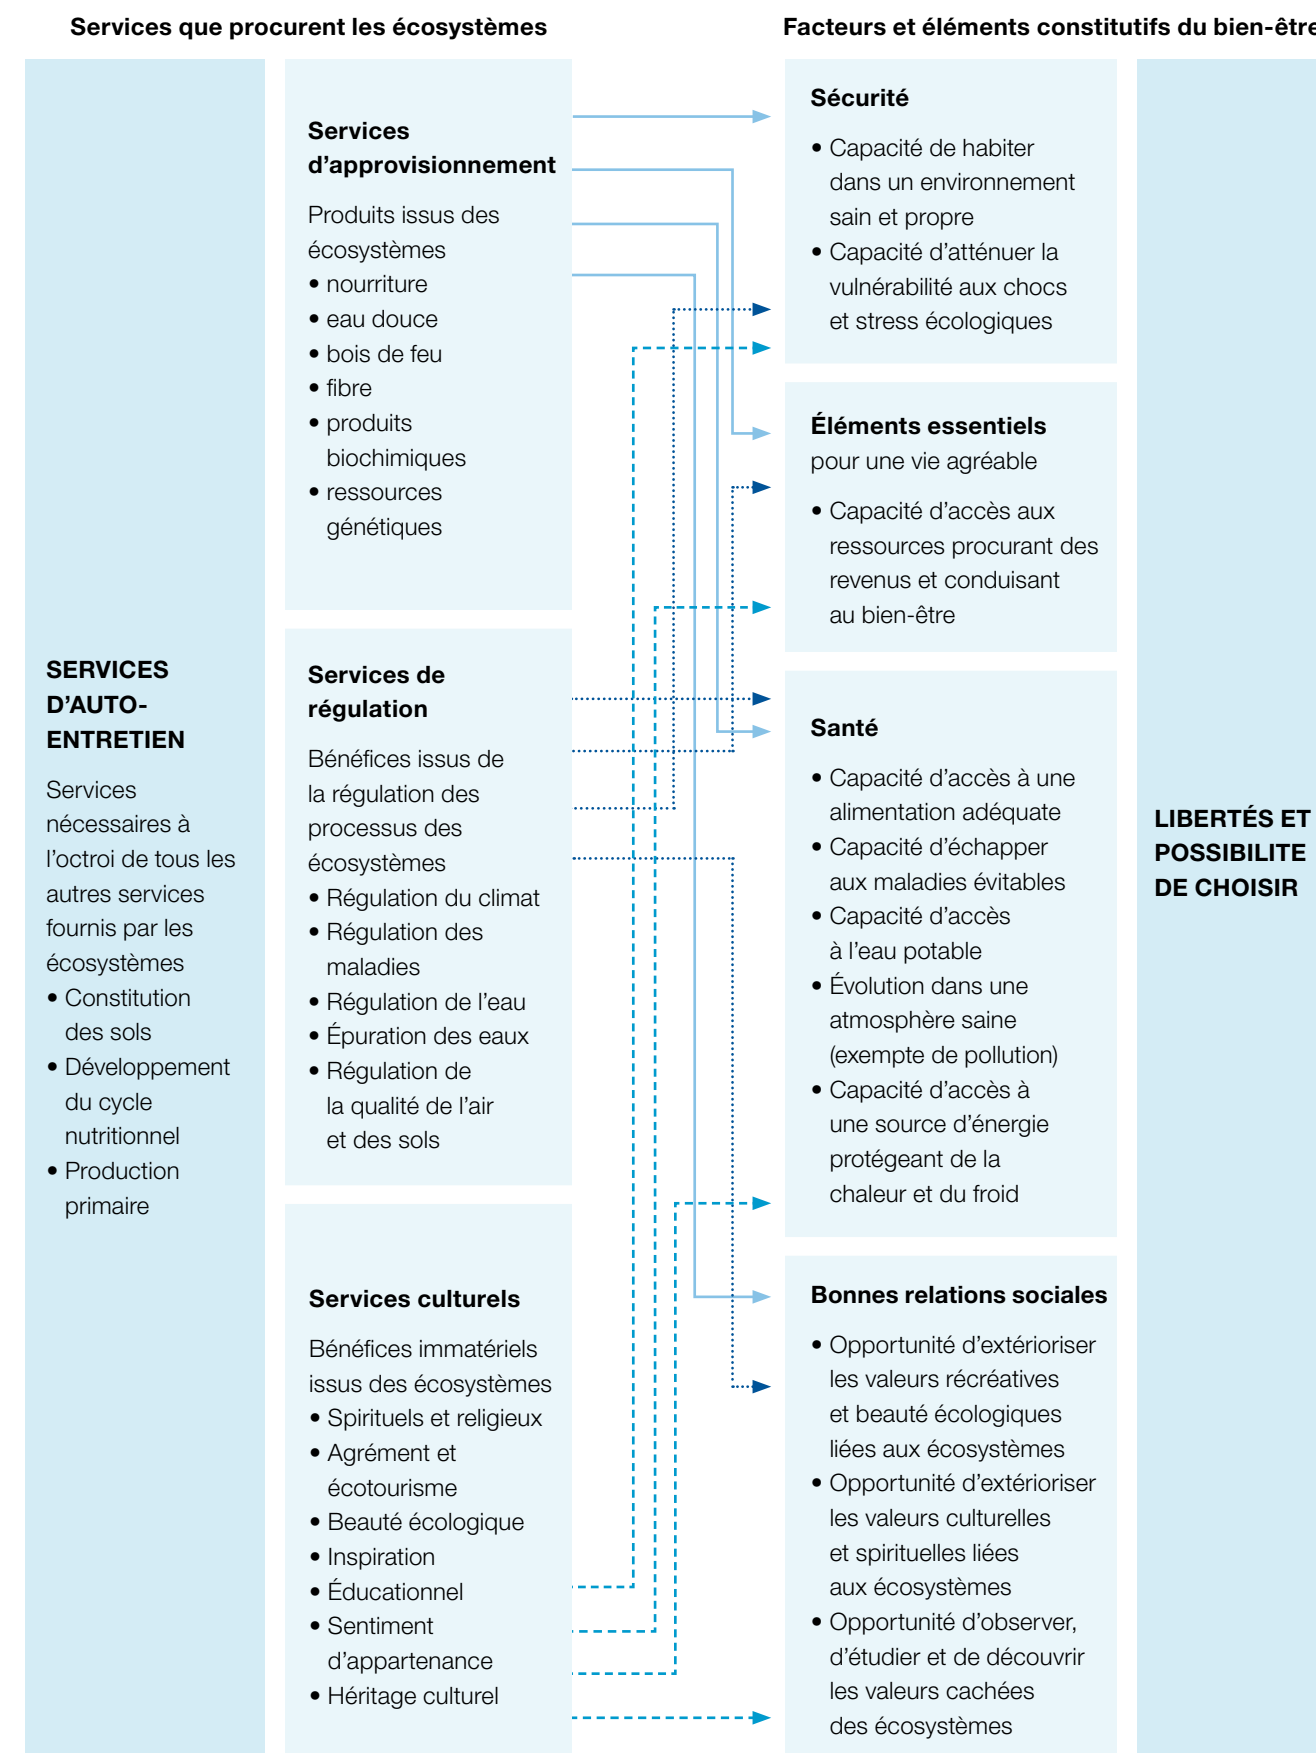 Services que procurent les écosystèmes
Facteurs et éléments constitutifs du bien-être
SERVICES
D’AUTO-
ENTRETIEN
Services
nécessaires à
l’octroi de tous les
autres services
fournis par les
écosystèmes
• Constitution
des sols
• Développement
du cycle
nutritionnel
• Production
primaire
Services
d’approvisionnement
Produits issus des
écosystèmes
• nourriture
• eau douce
• bois de feu
• fibre
• produits
biochimiques
• ressources
génétiques
Services de
régulation
Bénéfices issus de
la régulation des
processus des
écosystèmes
• Régulation du climat
• Régulation des
maladies
• Régulation de l’eau
• Épuration des eaux
• Régulation de
la qualité de l’air
et des sols
Services culturels
Bénéfices immatériels
issus des écosystèmes
• Spirituels et religieux
• Agrément et
écotourisme
• Beauté écologique
• Inspiration
• Éducationnel
• Sentiment
d’appartenance
• Héritage culturel
Sécurité
• Capacité de habiter
dans un environnement
sain et propre
• Capacité d’atténuer la
vulnérabilité aux chocs
et stress écologiques
Éléments essentiels
pour une vie agréable
• Capacité d’accès aux
ressources procurant des
revenus et conduisant
au bien-être
Santé
• Capacité d’accès à une
alimentation adéquate
• Capacité d’échapper
aux maladies évitables
• Capacité d’accès
à l’eau potable
• Évolution dans une
atmosphère saine
(exempte de pollution)
• Capacité d’accès à
une source d’énergie
protégeant de la
chaleur et du froid
Bonnes relations sociales
• Opportunité d’extérioriser
les valeurs récréatives
et beauté écologiques
liées aux écosystèmes
• Opportunité d’extérioriser
les valeurs culturelles
et spirituelles liées
aux écosystèmes
• Opportunité d’observer,
d’étudier et de découvrir
les valeurs cachées
des écosystèmes
LIBERTÉS ET
POSSIBILITE
DE CHOISIR